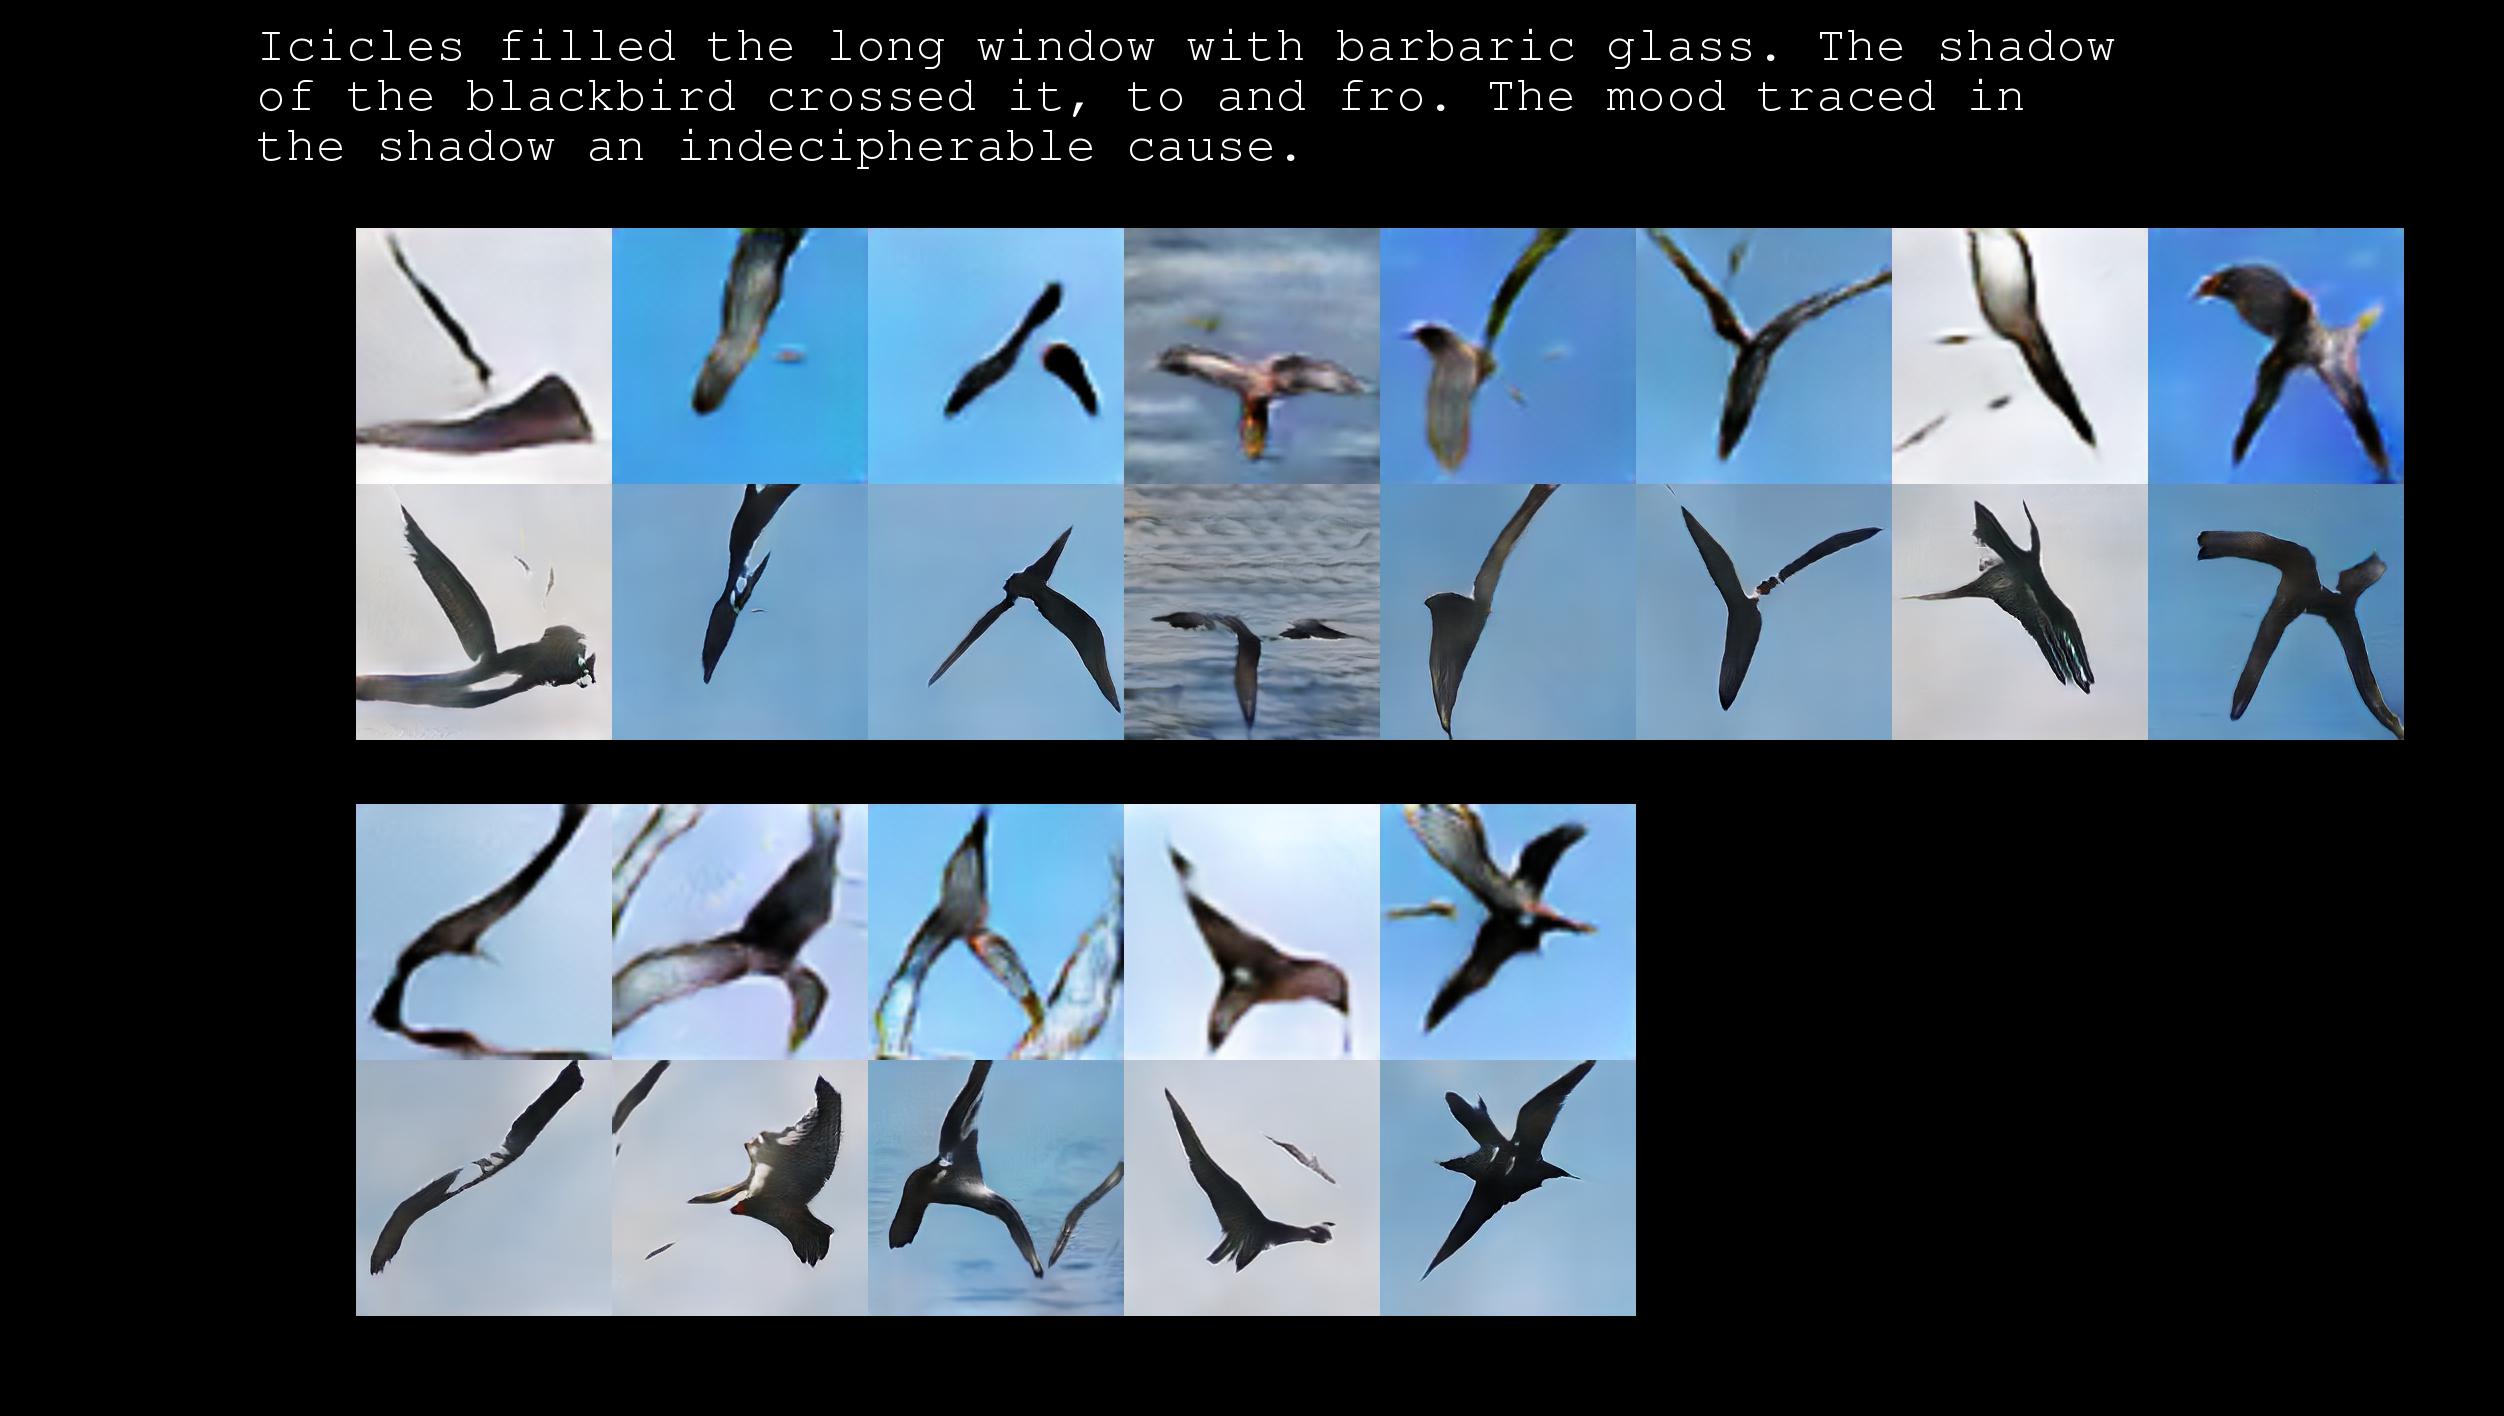 Icicles filled the long window with barbaric glass. The shadow
of the blackbird crossed it, to and fro. The mood traced in
the shadow an indecipherable cause.